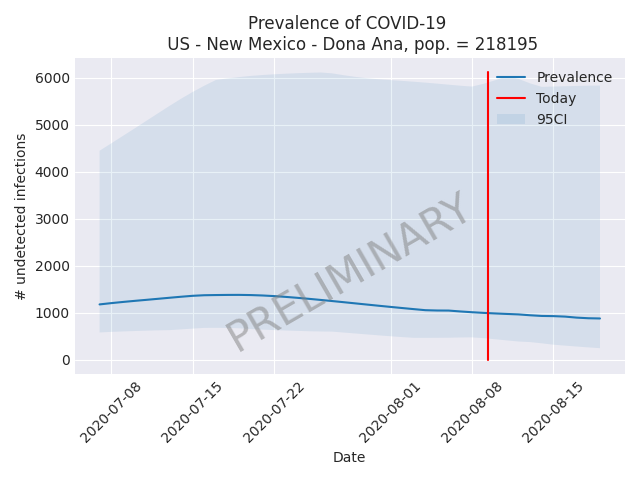 Prevalence of COVID-19
US - New Mexico - Dona Ana, pop. = 218195
6000
5000
4000
3000
2000
1000
0
# undetected infections
Prevalence
Today
95CI
PRELIMINARY
2020-07-08
2020-07-15
2020-07-22
2020-08-01
2020-08-08
2020-08-15
Date